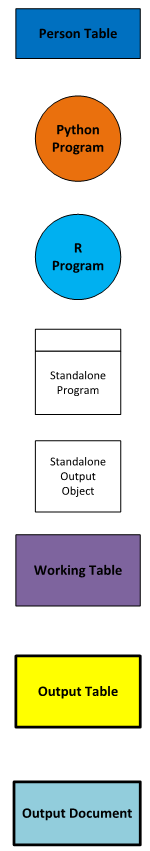 Person Table
Python
Program
R
Program
Standalone
Program
Standalone
Output
Object
Working Table
Output Table
Output Document